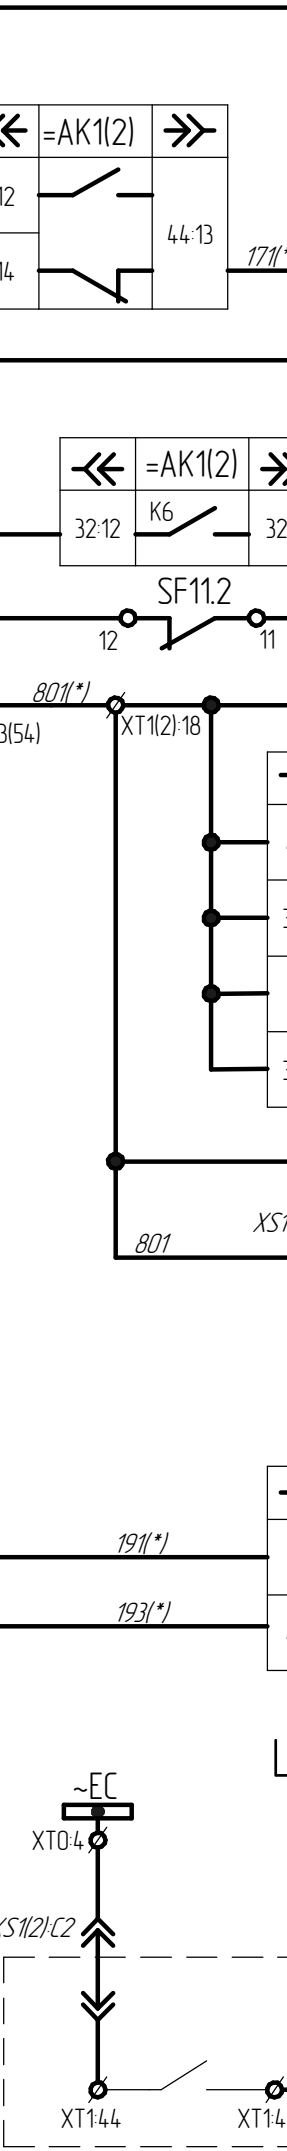 =AK1(2)
12
44:13
14
171(*
=AK1(2)
K6
32:12
32
SF11.2
12
11
801(*)
XT1(2):18
3(54)
XS1
801
191(*)
193(*)
~EC
XT0:4
XS1(2):C2
XT1:44
XT1:4